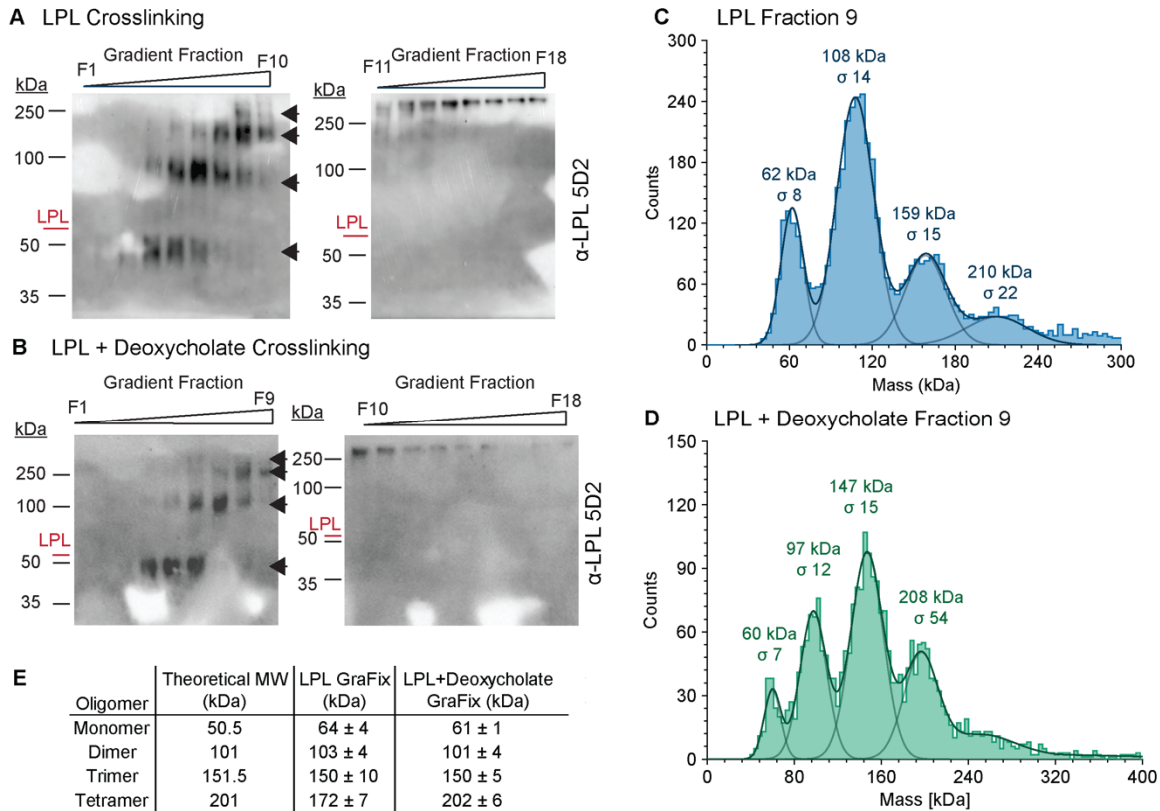 A LPL Crosslinking
Gradient Fraction
F1 F10
kDa
250
100
LPL
50
35
Gradient Fraction
F11 F18
kDa
250
100
LPL
50
35
α-LPL 5D2
B LPL + Deoxycholate Crosslinking
Gradient Fraction
F1 F9
kDa
250
100
LPL
50
35
Gradient Fraction
F10 F18
kDa
250
100
LPL
50
35
α-LPL 5D2
C LPL Fraction 9
300
240
180
120
60
0
Counts
62 kDa
σ 8
108 kDa
σ 14
159 kDa
σ 15
210 kDa
σ 22
0 60 120 180 240 300
Mass (kDa)
D LPL + Deoxycholate Fraction 9
150
120
90
60
30
0
Counts
60 kDa
σ 7
97 kDa
σ 12
147 kDa
σ 15
208 kDa
σ 54
0 80 160 240 320 400
Mass [kDa]
E
Oligomer Theoretical MW (kDa) LPL GraFix (kDa) LPL+Deoxycholate GraFix (kDa)
Monomer 50.5 64 ± 4 61 ± 1
Dimer 101 103 ± 4 101 ± 4
Trimer 151.5 150 ± 10 150 ± 5
Tetramer 201 172 ± 7 202 ± 6